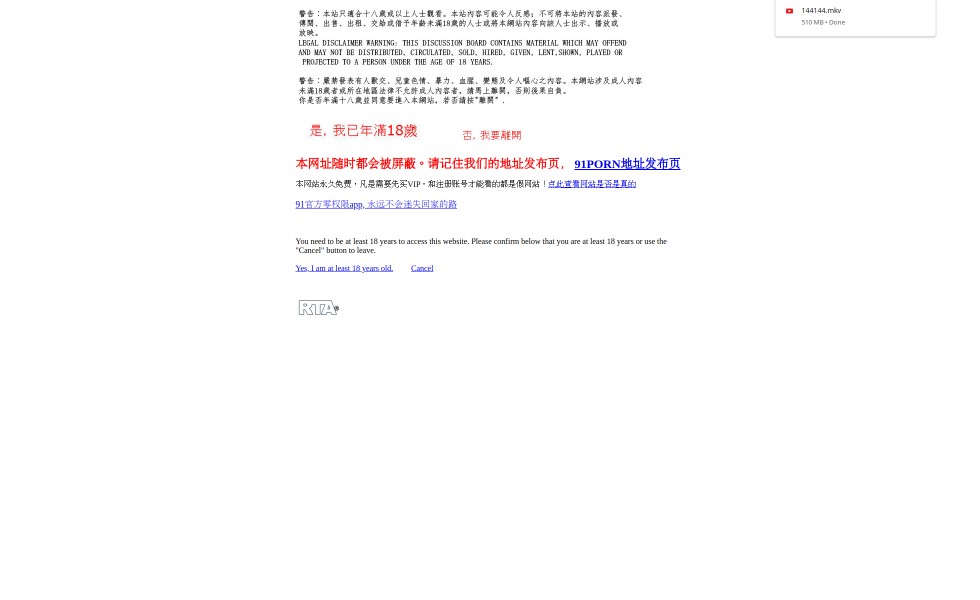 警告︰本站只適合十八歲或以上人士觀看。本站內容可能令人反感；不可將本站的內容派發、
傳閱、出售、出租、交給或借予年齡未滿18歲的人士或將本網站內容向該人士出示、播放或
放映。
LEGAL DISCLAIMER WARNING: THIS DISCUSSION BOARD CONTAINS MATERIAL WHICH MAY OFFEND
AND MAY NOT BE DISTRIBUTED, CIRCULATED, SOLD, HIRED, GIVEN, LENT,SHOWN, PLAYED OR
PROJECTED TO A PERSON UNDER THE AGE OF 18 YEARS.
警告︰嚴禁發表有人獸交、兒童色情、暴力、血腥、變態及令人嘔心之內容。本網站涉及成人內容
未滿18歲者或所在地區法律不允許成人內容者，請馬上離開，否則後果自負。
你是否年滿十八歲並同意要進入本網站，若否請按"離開" .
是, 我已年滿18歲
否, 我要離開
本网址随时都会被屏蔽。请记住我们的地址发布页， 91PORN地址发布页
本网站永久免费，凡是需要先买VIP，和注册账号才能看的都是假网站！点此查看网站是否是真的
91官方零权限app, 永远不会迷失回家的路
You need to be at least 18 years to access this website. Please confirm below that you are at least 18 years or use the
"Cancel" button to leave.
Yes, I am at least 18 years old. Cancel
RTA
144144.mkv
510 MB • Done